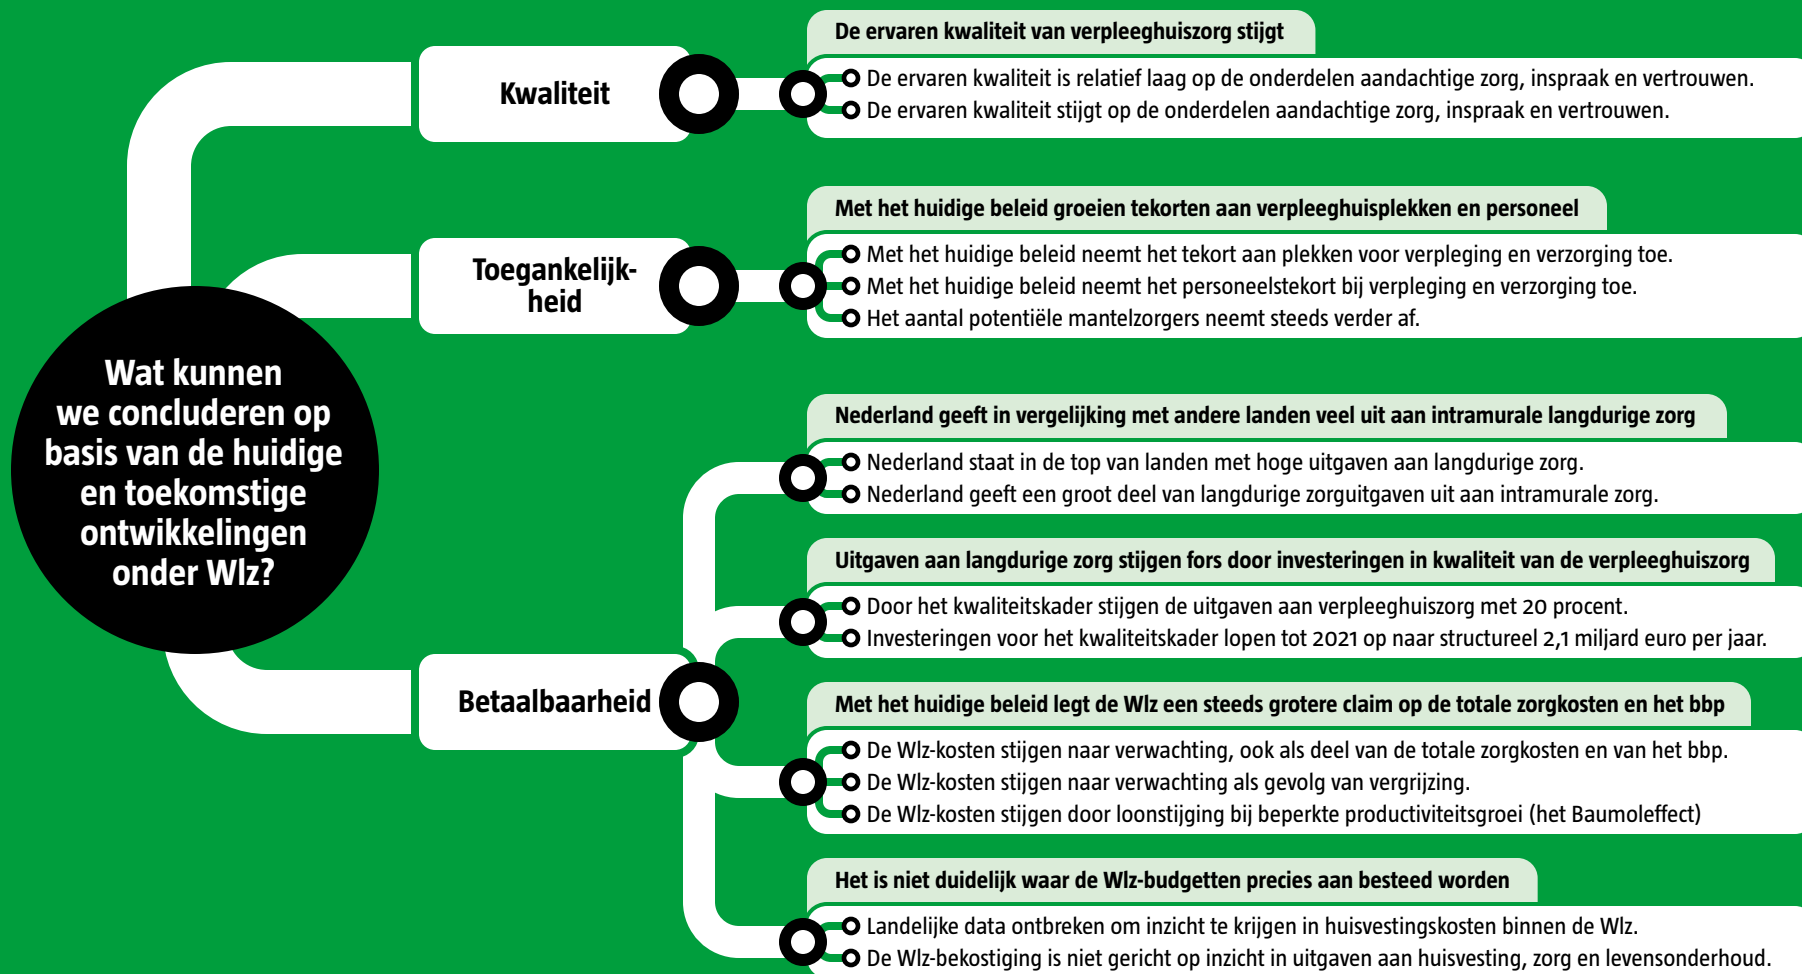 Wat kunnen
we concluderen op
basis van de huidige
en toekomstige
ontwikkelingen
onder Wlz?
Kwaliteit
De ervaren kwaliteit van verpleeghuiszorg stijgt
De ervaren kwaliteit is relatief laag op de onderdelen aandachtige zorg, inspraak en vertrouwen.
De ervaren kwaliteit stijgt op de onderdelen aandachtige zorg, inspraak en vertrouwen.
Toegankelijk-
heid
Met het huidige beleid groeien tekorten aan verpleeghuisplekken en personeel
Met het huidige beleid neemt het tekort aan plekken voor verpleging en verzorging toe.
Met het huidige beleid neemt het personeelstekort bij verpleging en verzorging toe.
Het aantal potentiële mantelzorgers neemt steeds verder af.
Betaalbaarheid
Nederland geeft in vergelijking met andere landen veel uit aan intramurale langdurige zorg
Nederland staat in de top van landen met hoge uitgaven aan langdurige zorg.
Nederland geeft een groot deel van langdurige zorguitgaven uit aan intramurale zorg.
Uitgaven aan langdurige zorg stijgen fors door investeringen in kwaliteit van de verpleeghuiszorg
Door het kwaliteitskader stijgen de uitgaven aan verpleeghuiszorg met 20 procent.
Investeringen voor het kwaliteitskader lopen tot 2021 op naar structureel 2,1 miljard euro per jaar.
Met het huidige beleid legt de Wlz een steeds grotere claim op de totale zorgkosten en het bbp
De Wlz-kosten stijgen naar verwachting, ook als deel van de totale zorgkosten en van het bbp.
De Wlz-kosten stijgen naar verwachting als gevolg van vergrijzing.
De Wlz-kosten stijgen door loonstijging bij beperkte productiviteitsgroei (het Baumoleffect)
Het is niet duidelijk waar de Wlz-budgetten precies aan besteed worden
Landelijke data ontbreken om inzicht te krijgen in huisvestingskosten binnen de Wlz.
De Wlz-bekostiging is niet gericht op inzicht in uitgaven aan huisvesting, zorg en levensonderhoud.